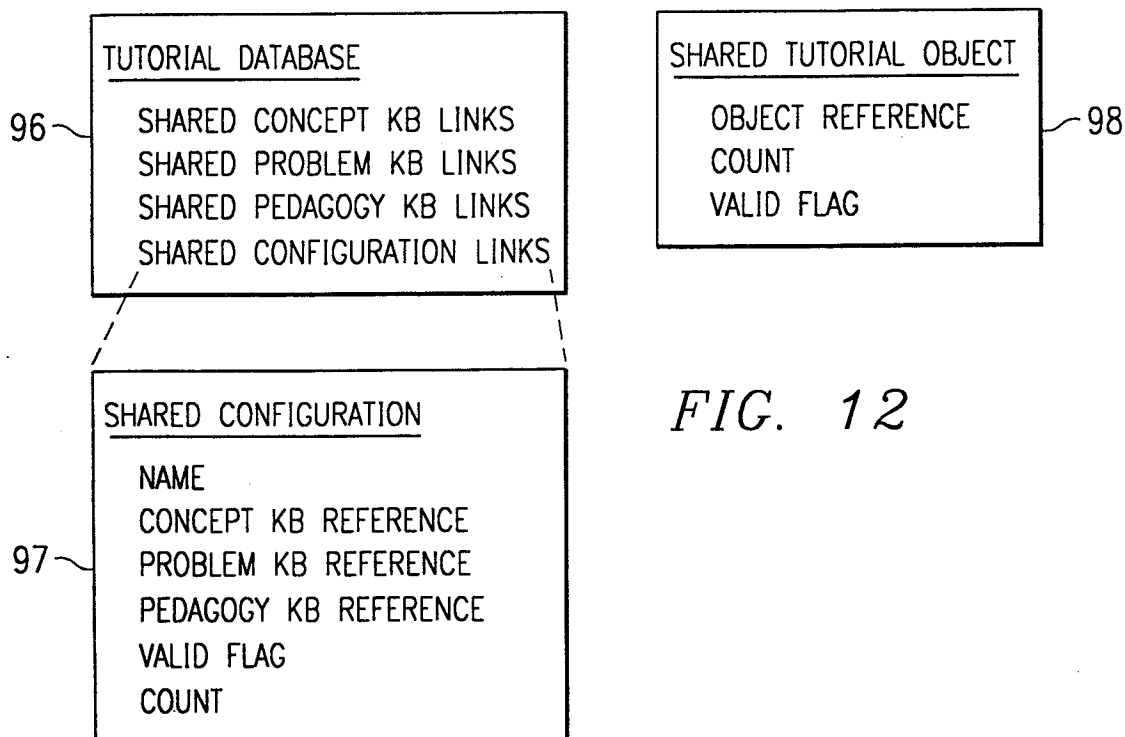 TUTORIAL DATABASE
96
SHARED CONCEPT KB LINKS
SHARED PROBLEM KB LINKS
SHARED PEDAGOGY KB LINKS
SHARED CONFIGURATION LINKS
SHARED TUTORIAL OBJECT
OBJECT REFERENCE
98
COUNT
VALID FLAG
SHARED CONFIGURATION
NAME
CONCEPT KB REFERENCE
97
PROBLEM KB REFERENCE
PEDAGOGY KB REFERENCE
VALID FLAG
COUNT
FIG. 12